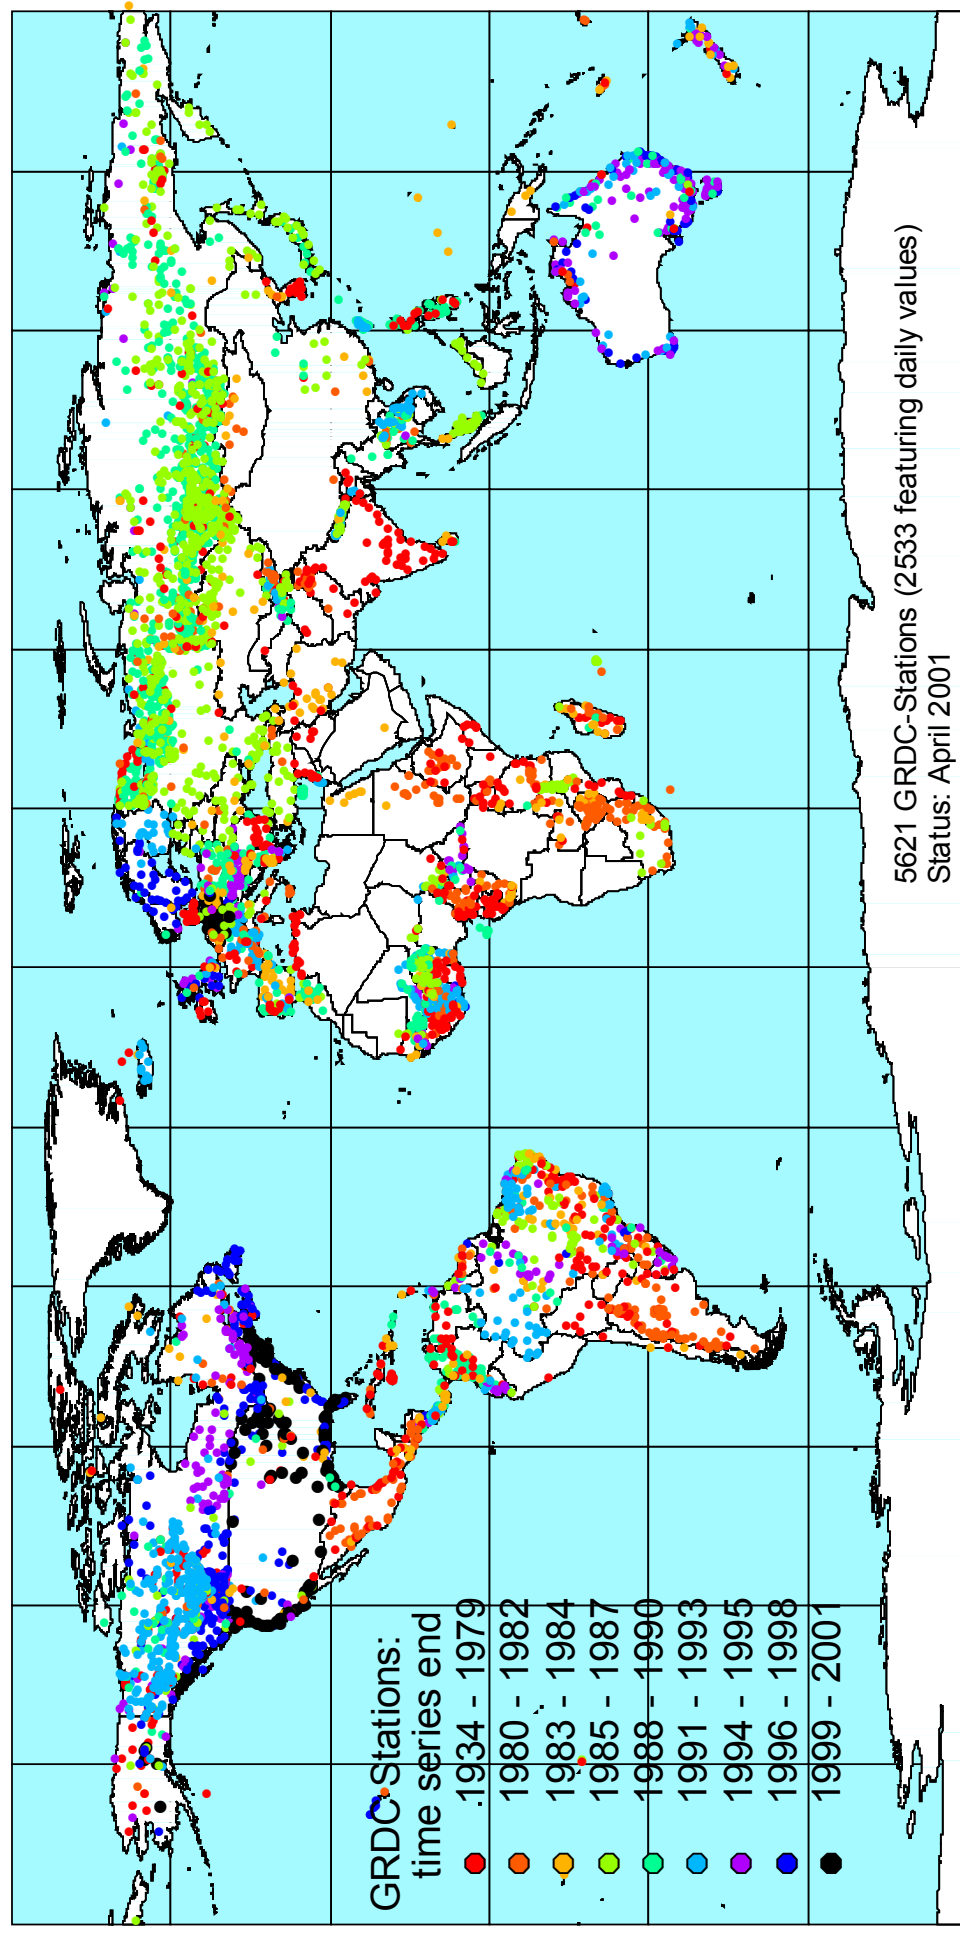 GRDC-Stations:
time series end
1934 - 1979
1980 - 1982
1983 - 1984
1985 - 1987
1988 - 1990
1991 - 1993
1994 - 1995
1996 - 1998
1999 - 2001
5621 GRDC-Stations (2533 featuring daily values)
Status: April 2001